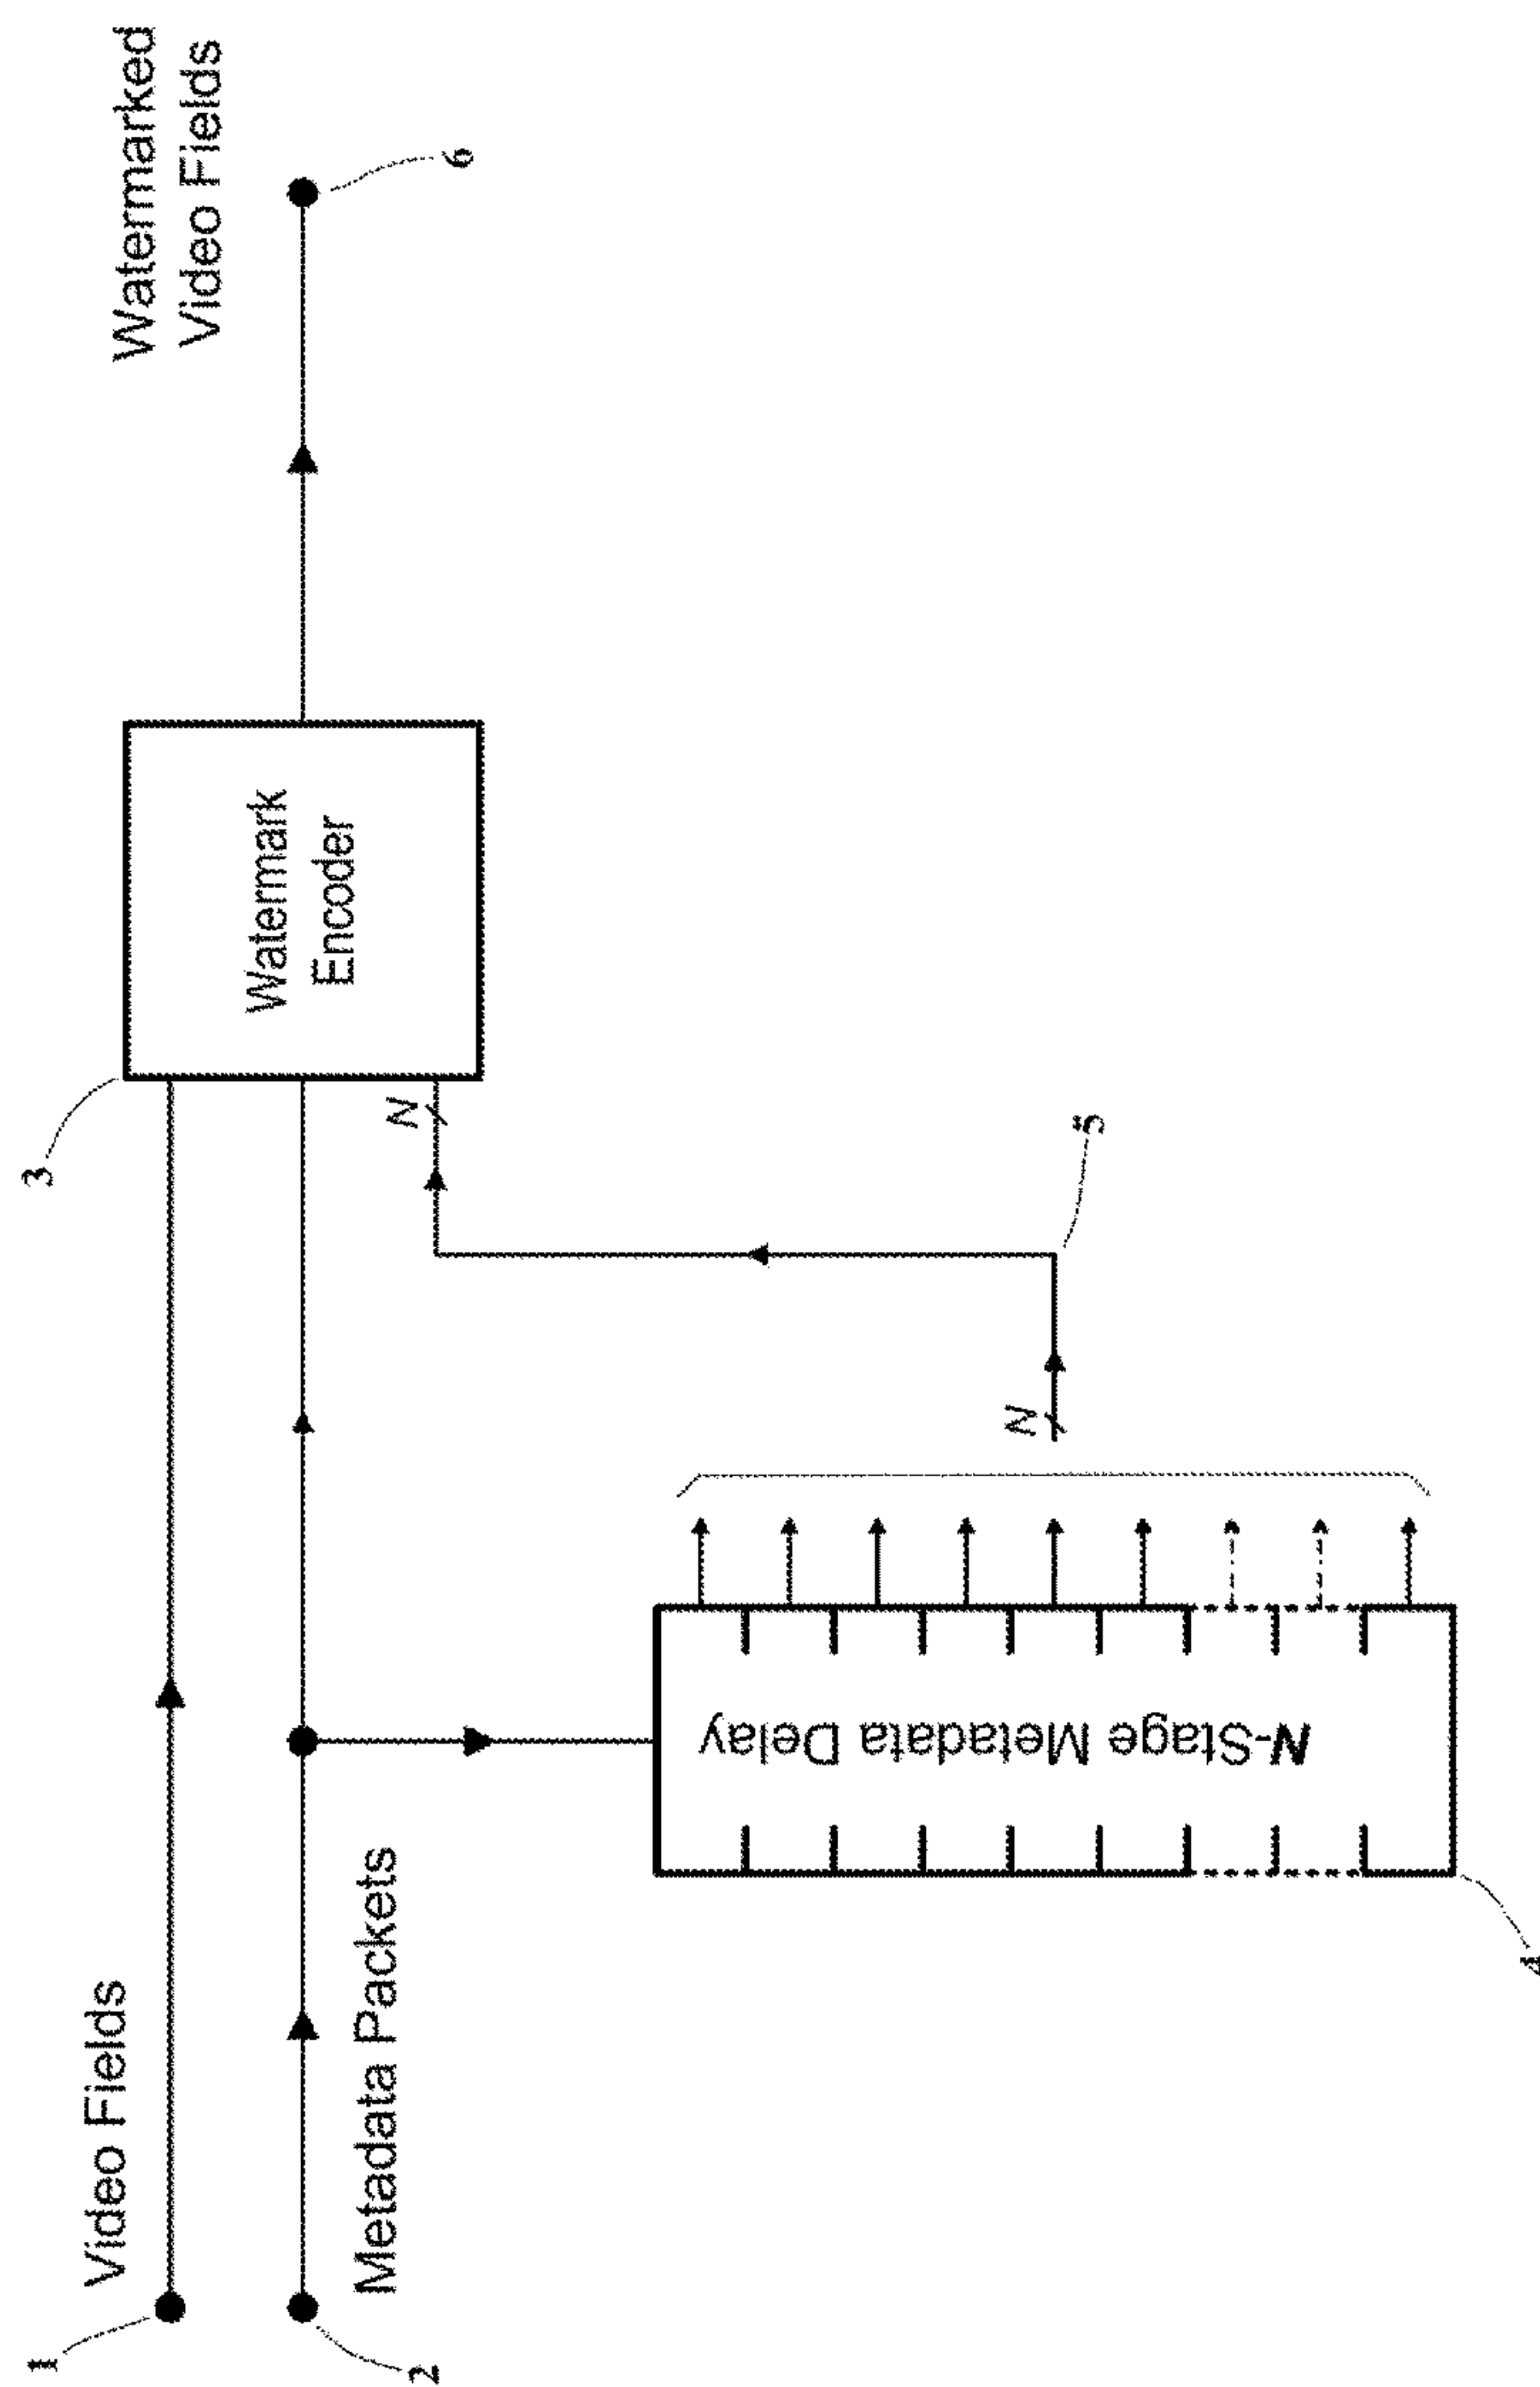 1
Video Fields
2
Metadata Packets
3
Watermark
Encoder
Watermarked
Video Fields
6
N
5
N
N-Stage Metadata Delay
4